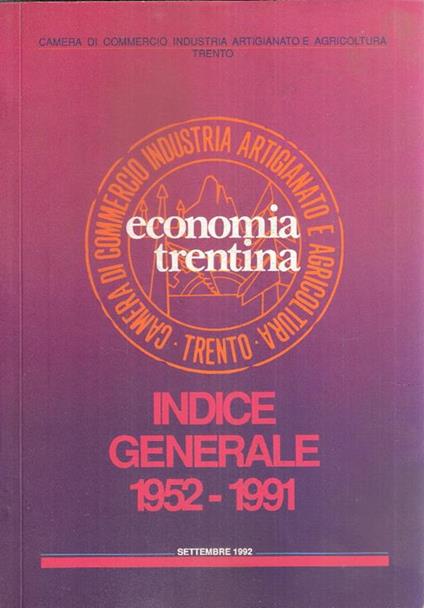 CAMERA DI COMMERCIO INDUSTRIA ARTIGIANATO E AGRICOLTURA
TRENTO
CAMERA DI COMMERCIO INDUSTRIA ARTIGIANATO E AGRICOLTURA
· TRENTO ·
economia
trentina
INDICE
GENERALE
1952-1991
SETTEMBRE 1992